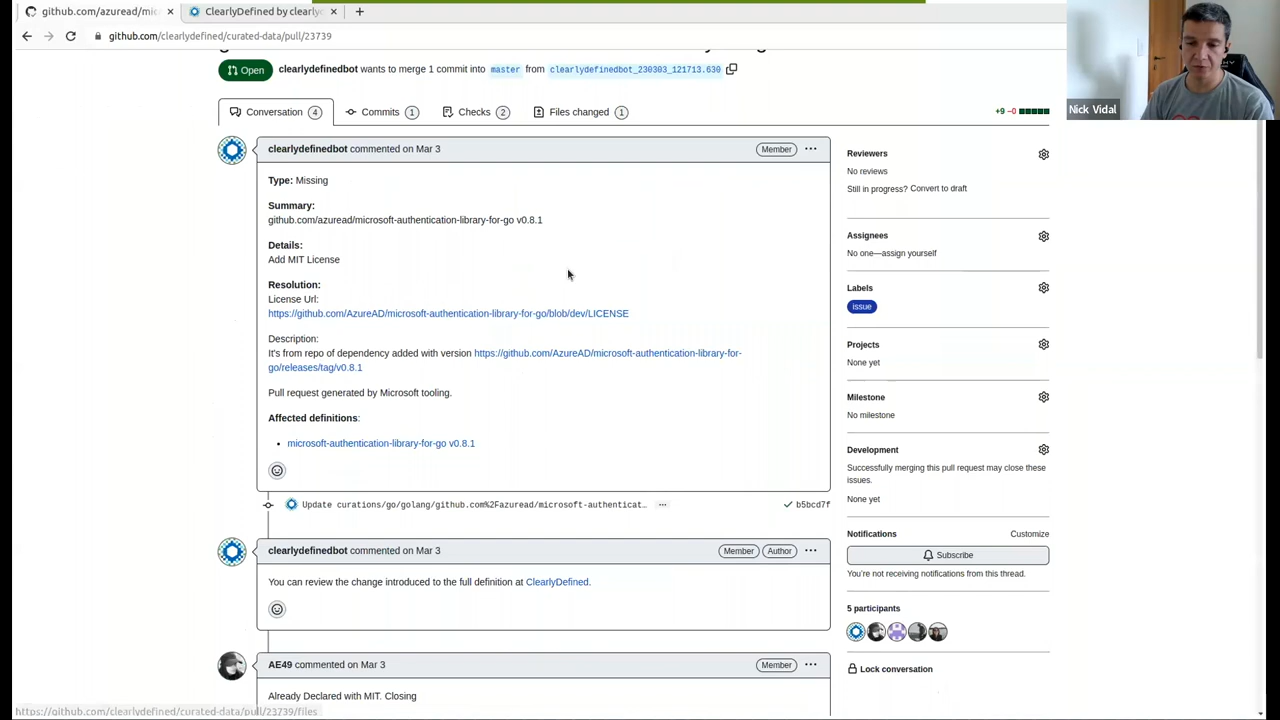 github.com/azuread/mic
ClearlyDefined by clearly
github.com/clearlydefined/curated-data/pull/23739
Open
clearlydefinedbot wants to merge 1 commit into master from clearlydefinedbot_230303_121713.630
Conversation 4
Commits 1
Checks 2
Files changed 1
+9 −0
Nick Vidal
clearlydefinedbot commented on Mar 3
Member
Type: Missing
Summary:
github.com/azuread/microsoft-authentication-library-for-go v0.8.1
Details:
Add MIT License
Resolution:
License Url:
https://github.com/AzureAD/microsoft-authentication-library-for-go/blob/dev/LICENSE
Description:
It's from repo of dependency added with version https://github.com/AzureAD/microsoft-authentication-library-for-
go/releases/tag/v0.8.1
Pull request generated by Microsoft tooling.
Affected definitions:
• microsoft-authentication-library-for-go v0.8.1
Update curations/go/golang/github.com%2Fazuread/microsoft-authenticat… ... b5bcd7f
clearlydefinedbot commented on Mar 3
Member
Author
You can review the change introduced to the full definition at ClearlyDefined.
AE49 commented on Mar 3
Member
Already Declared with MIT. Closing
Reviewers
No reviews
Still in progress? Convert to draft
Assignees
No one—assign yourself
Labels
issue
Projects
None yet
Milestone
No milestone
Development
Successfully merging this pull request may close these
issues.
None yet
Notifications
Customize
Subscribe
You're not receiving notifications from this thread.
5 participants
Lock conversation
https://github.com/clearlydefined/curated-data/pull/23739/files